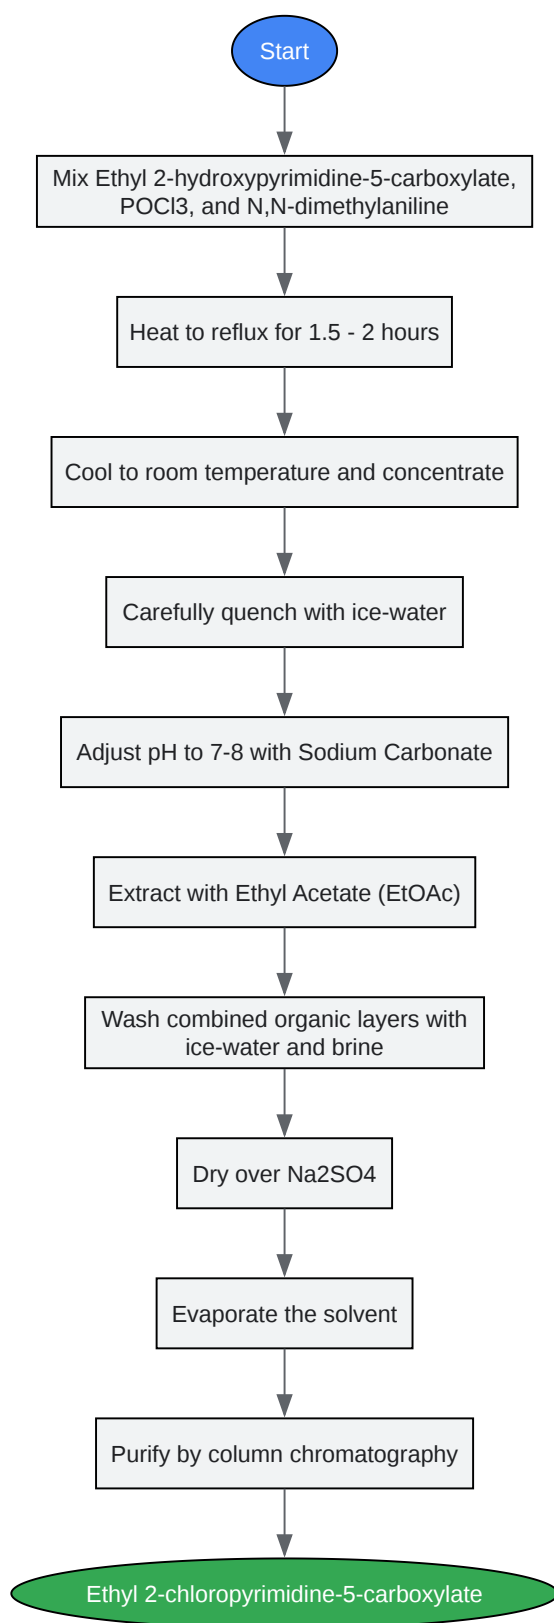 Start
Mix Ethyl 2-hydroxypyrimidine-5-carboxylate,
POCl3, and N,N-dimethylaniline
Heat to reflux for 1.5 - 2 hours
Cool to room temperature and concentrate
Carefully quench with ice-water
Adjust pH to 7-8 with Sodium Carbonate
Extract with Ethyl Acetate (EtOAc)
Wash combined organic layers with
ice-water and brine
Dry over Na2SO4
Evaporate the solvent
Purify by column chromatography
Ethyl 2-chloropyrimidine-5-carboxylate